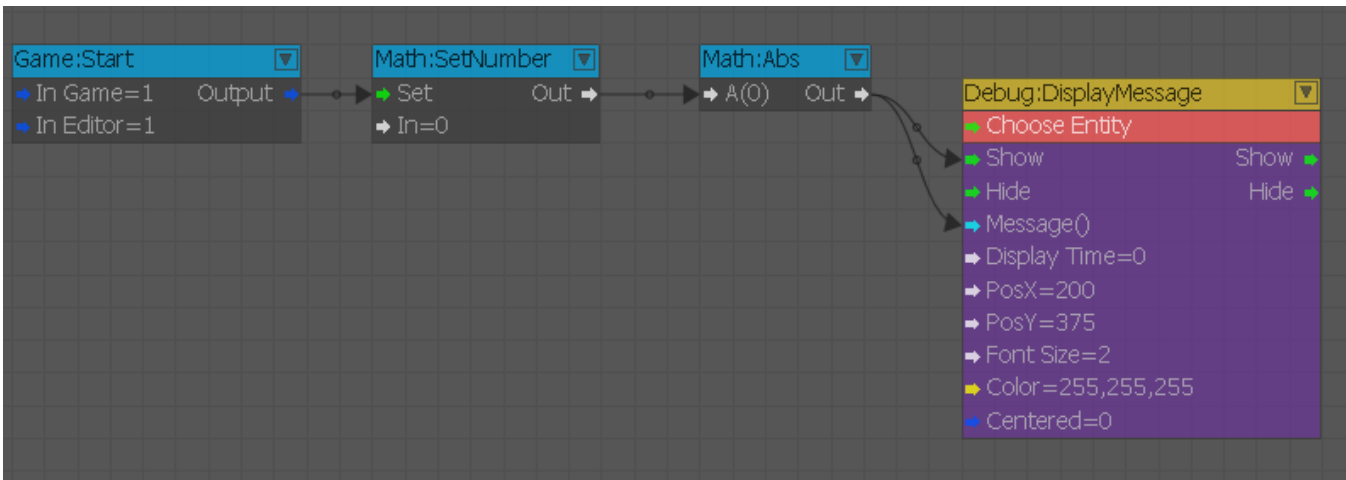 Game:Start
In Game=1 Output
In Editor=1
Math:SetNumber
Set Out
In=0
Math:Abs
A(0) Out
Debug:DisplayMessage
Choose Entity
Show Show
Hide Hide
Message()
Display Time=0
PosX=200
PosY=375
Font Size=2
Color=255,255,255
Centered=0